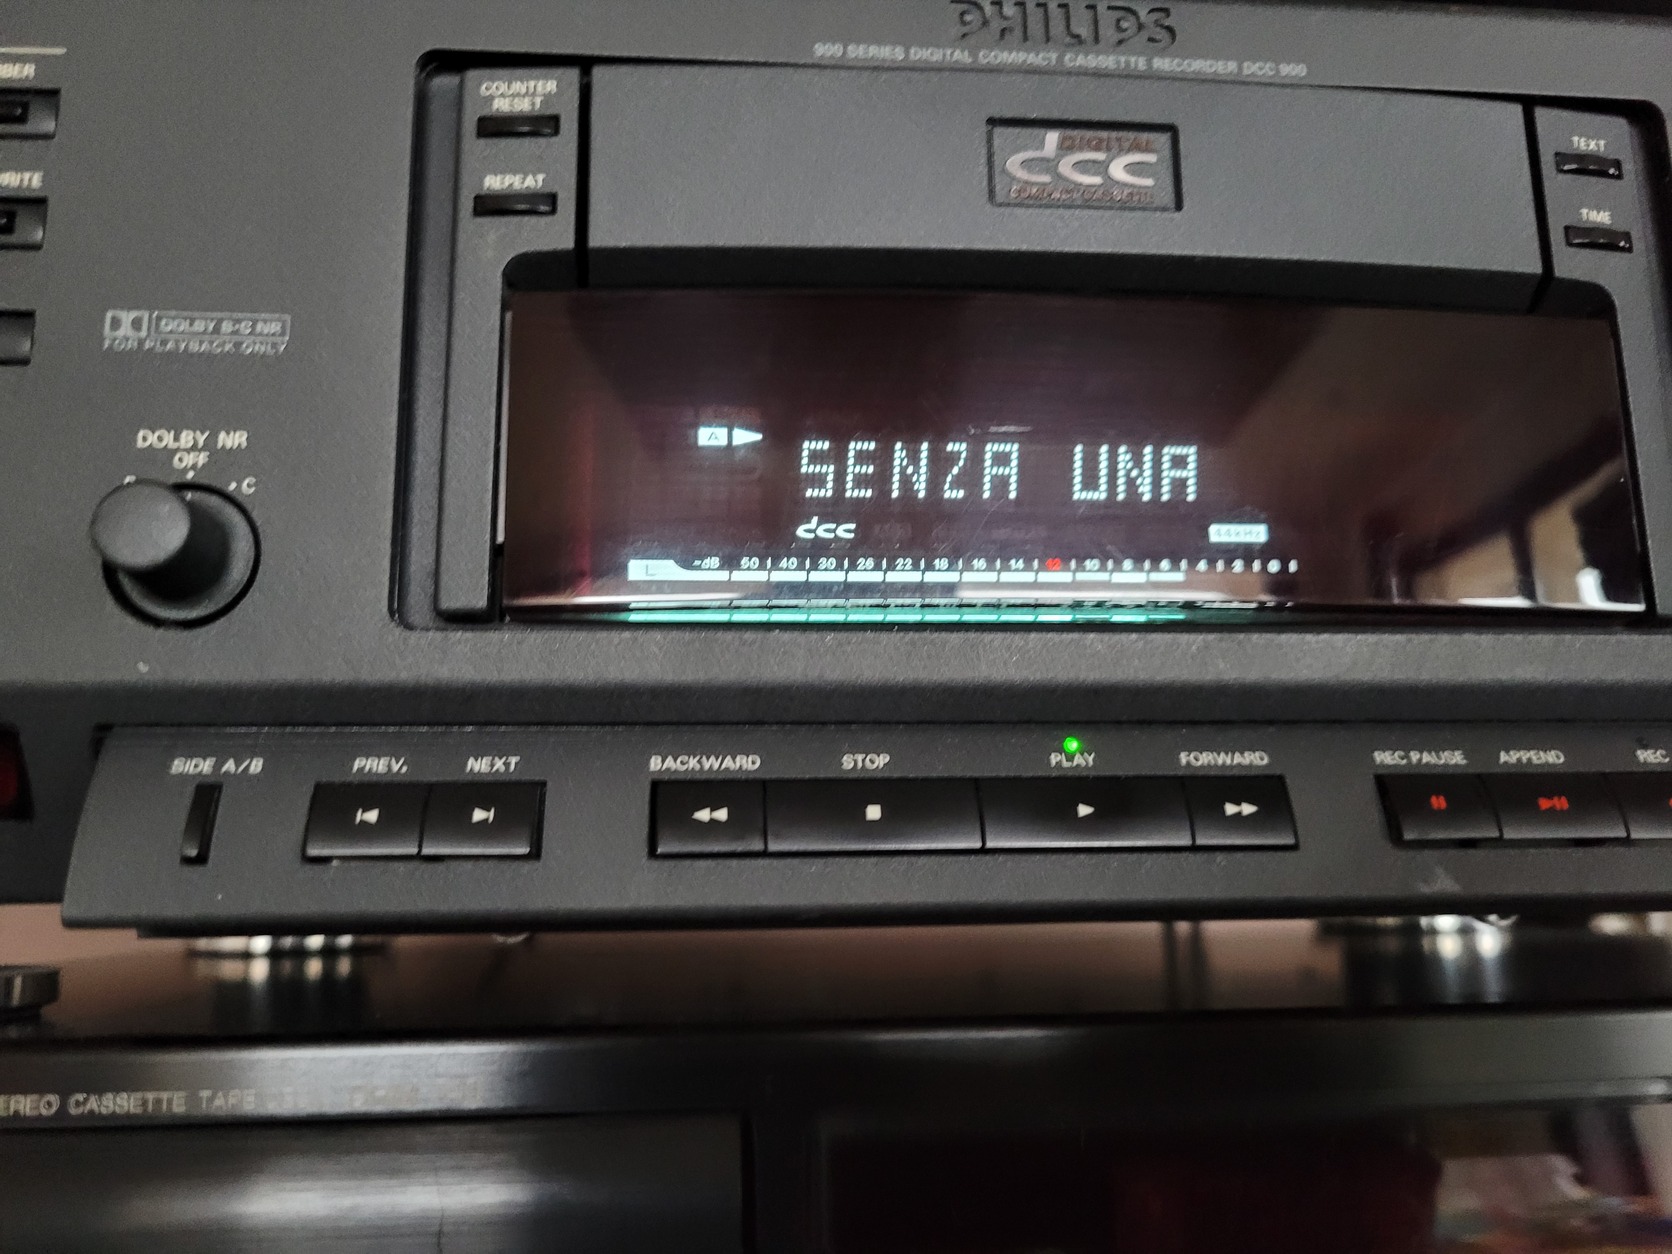 PHILIPS
900 SERIES DIGITAL COMPACT CASSETTE RECORDER DCC 900
COUNTER
RESET
REPEAT
DIGITAL
dcc
COMPACT CASSETTE
TEXT
TIME
DOLBY B-C NR
FOR PLAYBACK ONLY
DOLBY NR
OFF
C
A
SENZA UNA
dcc
44kHz
L -dB 50 40 30 26 22 18 16 14 12 10 8 6 4 2 0
SIDE A/B
PREV.
NEXT
BACKWARD
STOP
PLAY
FORWARD
REC PAUSE
APPEND
REC
EREO CASSETTE TAPE